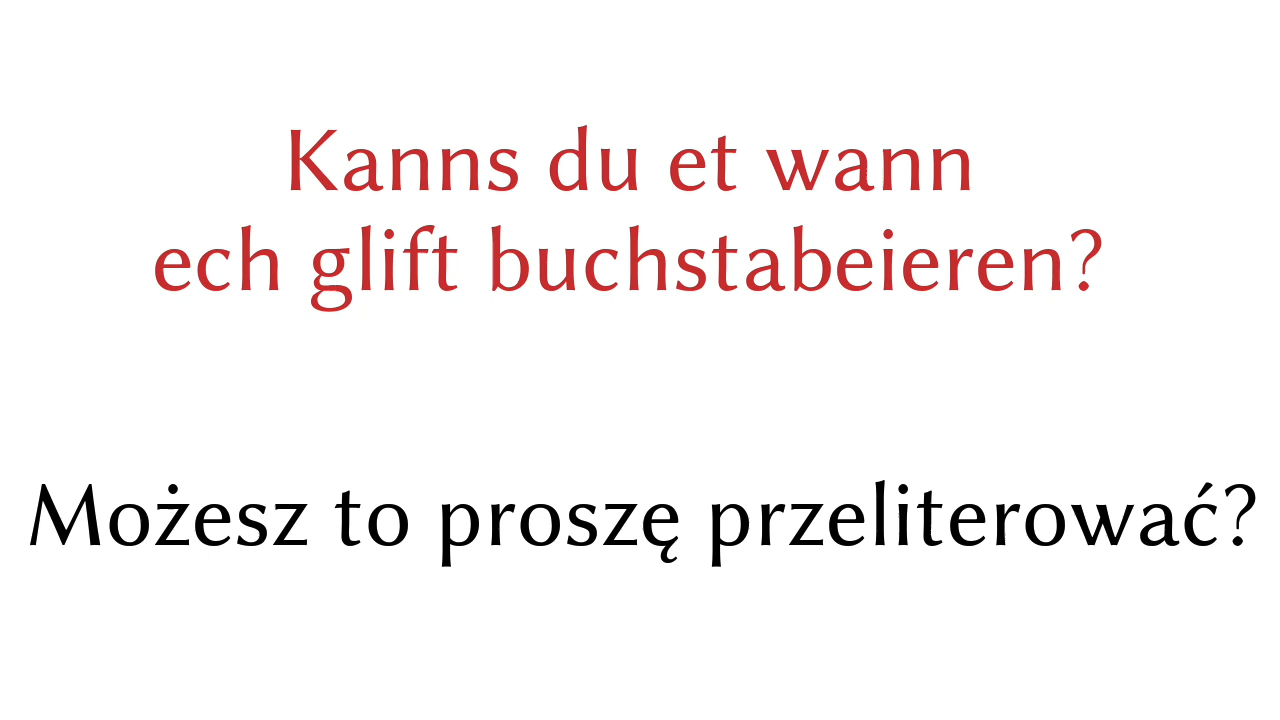 Kanns du et wann
ech glift buchstabeieren?
Możesz to proszę przeliterować?